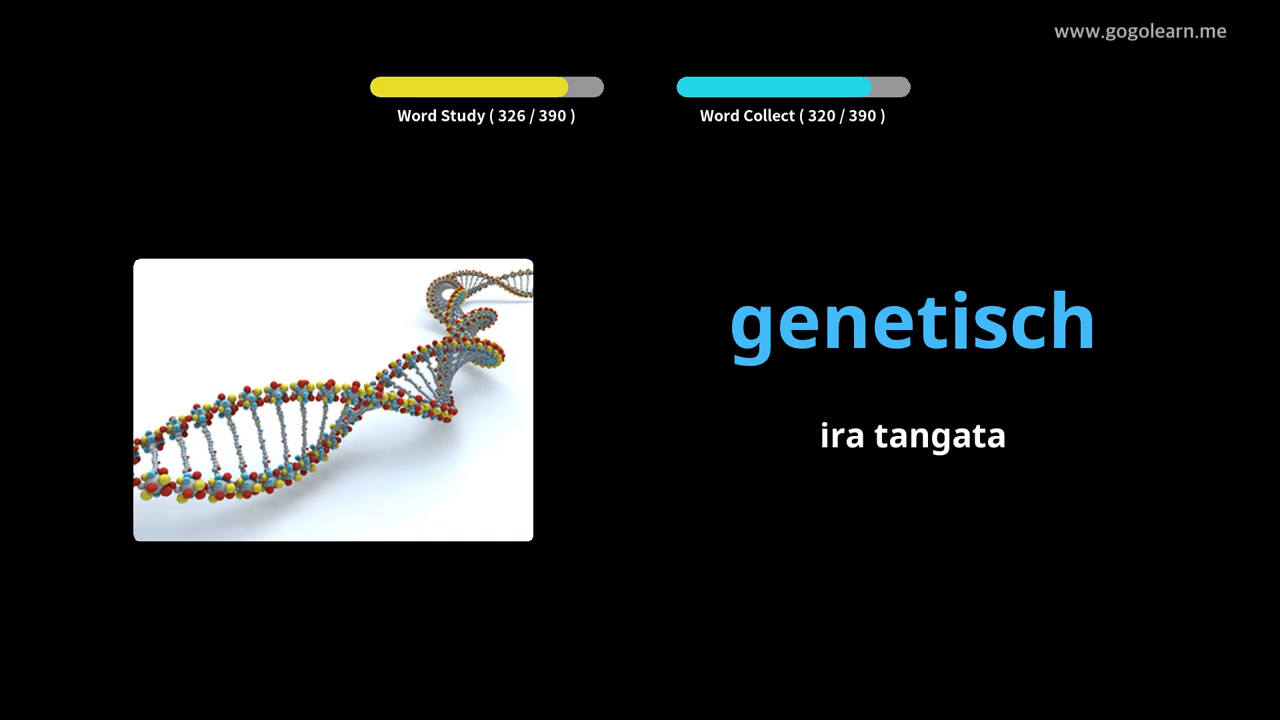 www.gogolearn.me
Word Study ( 326 / 390 )
Word Collect ( 320 / 390 )
genetisch
ira tangata